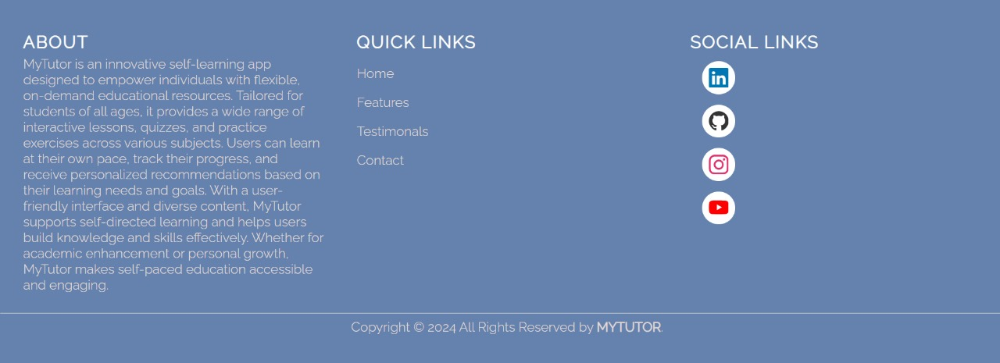 ABOUT
MyTutor is an innovative self-learning app
designed to empower individuals with flexible,
on-demand educational resources. Tailored for
students of all ages, it provides a wide range of
interactive lessons, quizzes, and practice
exercises across various subjects. Users can learn
at their own pace, track their progress, and
receive personalized recommendations based on
their learning needs and goals. With a user-
friendly interface and diverse content, MyTutor
supports self-directed learning and helps users
build knowledge and skills effectively. Whether for
academic enhancement or personal growth,
MyTutor makes self-paced education accessible
and engaging.
QUICK LINKS
Home
Features
Testimonals
Contact
SOCIAL LINKS
in
Copyright © 2024 All Rights Reserved by MYTUTOR.